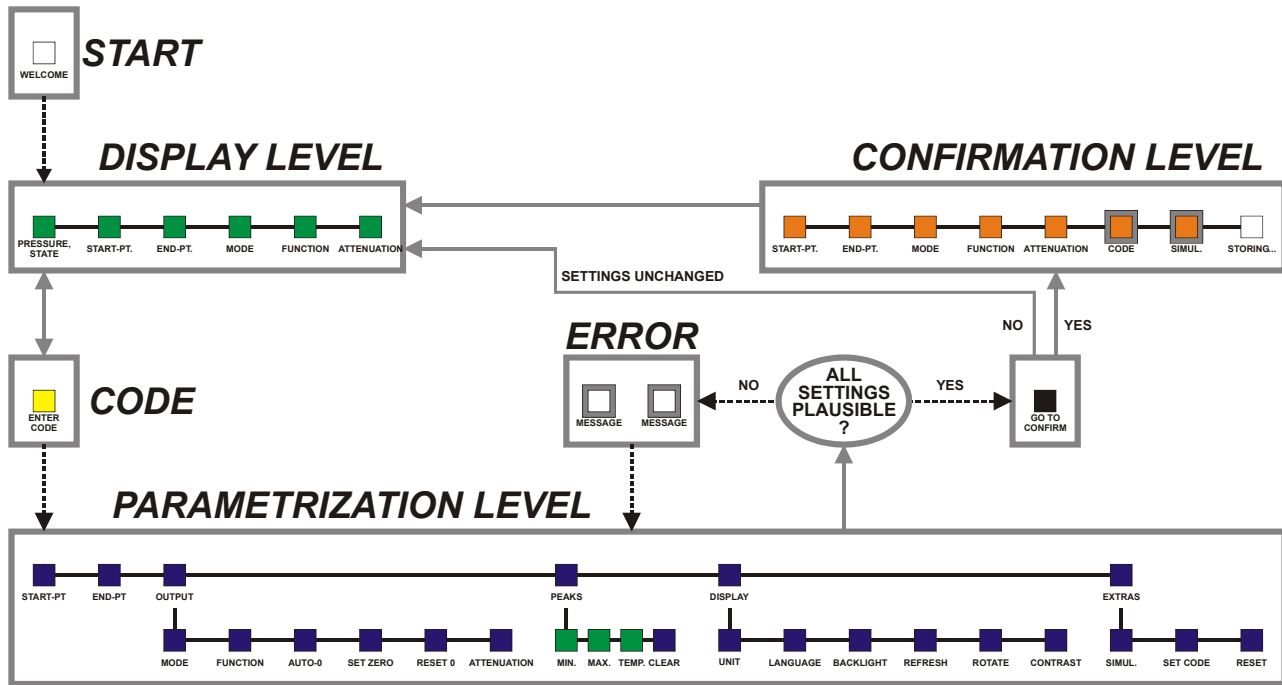 START
WELCOME
DISPLAY LEVEL
PRESSURE,
STATE
START-PT.
END-PT.
MODE
FUNCTION
ATTENUATION
CONFIRMATION LEVEL
START-PT.
END-PT.
MODE
FUNCTION
ATTENUATION
CODE
SIMUL.
STORING...
SETTINGS UNCHANGED
NO
YES
CODE
ENTER
CODE
ERROR
MESSAGE
MESSAGE
NO
ALL
SETTINGS
PLAUSIBLE
?
YES
GO TO
CONFIRM
PARAMETRIZATION LEVEL
START-PT
END-PT
OUTPUT
PEAKS
DISPLAY
EXTRAS
MODE
FUNCTION
AUTO-0
SET ZERO
RESET 0
ATTENUATION
MIN.
MAX.
TEMP.
CLEAR
UNIT
LANGUAGE
BACKLIGHT
REFRESH
ROTATE
CONTRAST
SIMUL.
SET CODE
RESET